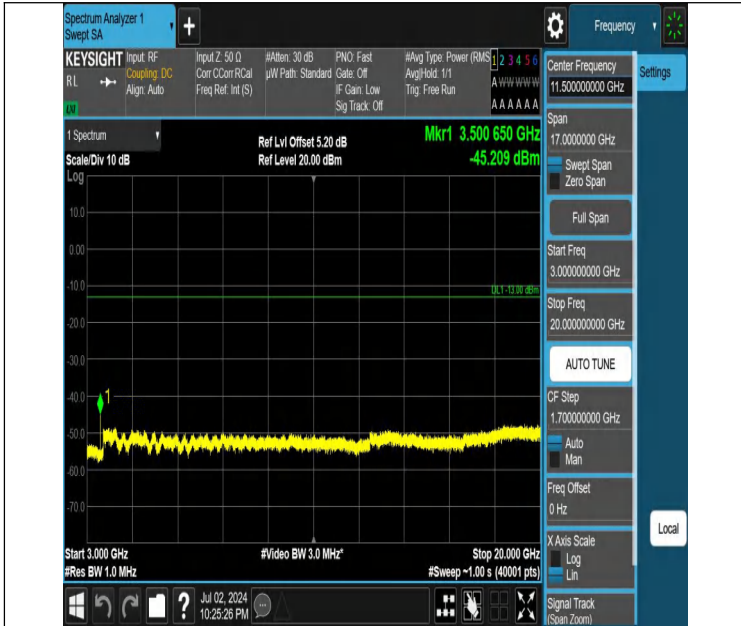 Spectrum Analyzer 1
Swept SA
+
Frequency
KEYSIGHT
RL
Input: RF
Coupling: DC
Align: Auto
Input Z: 50 Ω
Corr CCorr RCal
Freq Ref: Int (S)
#Atten: 30 dB
µW Path: Standard
PNO: Fast
Gate: Off
IF Gain: Low
Sig Track: Off
#Avg Type: Power (RMS
Avg|Hold: 1/1
Trig: Free Run
1 2 3 4 5 6
A W W W W W
A A A A A A
Center Frequency
11.500000000 GHz
Settings
Span
17.0000000 GHz
Swept Span
Zero Span
Full Span
Start Freq
3.000000000 GHz
Stop Freq
20.000000000 GHz
AUTO TUNE
CF Step
1.700000000 GHz
Auto
Man
Freq Offset
0 Hz
X Axis Scale
Log
Lin
Signal Track
(Span Zoom)
Local
1 Spectrum
Scale/Div 10 dB
Ref Lvl Offset 5.20 dB
Ref Level 20.00 dBm
Mkr1 3.500 650 GHz
-45.209 dBm
Log
10.0
0.00
-10.0
DL1 -13.00 dBm
-20.0
-30.0
-40.0
1
-50.0
-60.0
-70.0
Start 3.000 GHz
#Res BW 1.0 MHz
#Video BW 3.0 MHz*
Stop 20.000 GHz
#Sweep ~1.00 s (40001 pts)
?
Jul 02, 2024
10:25:26 PM